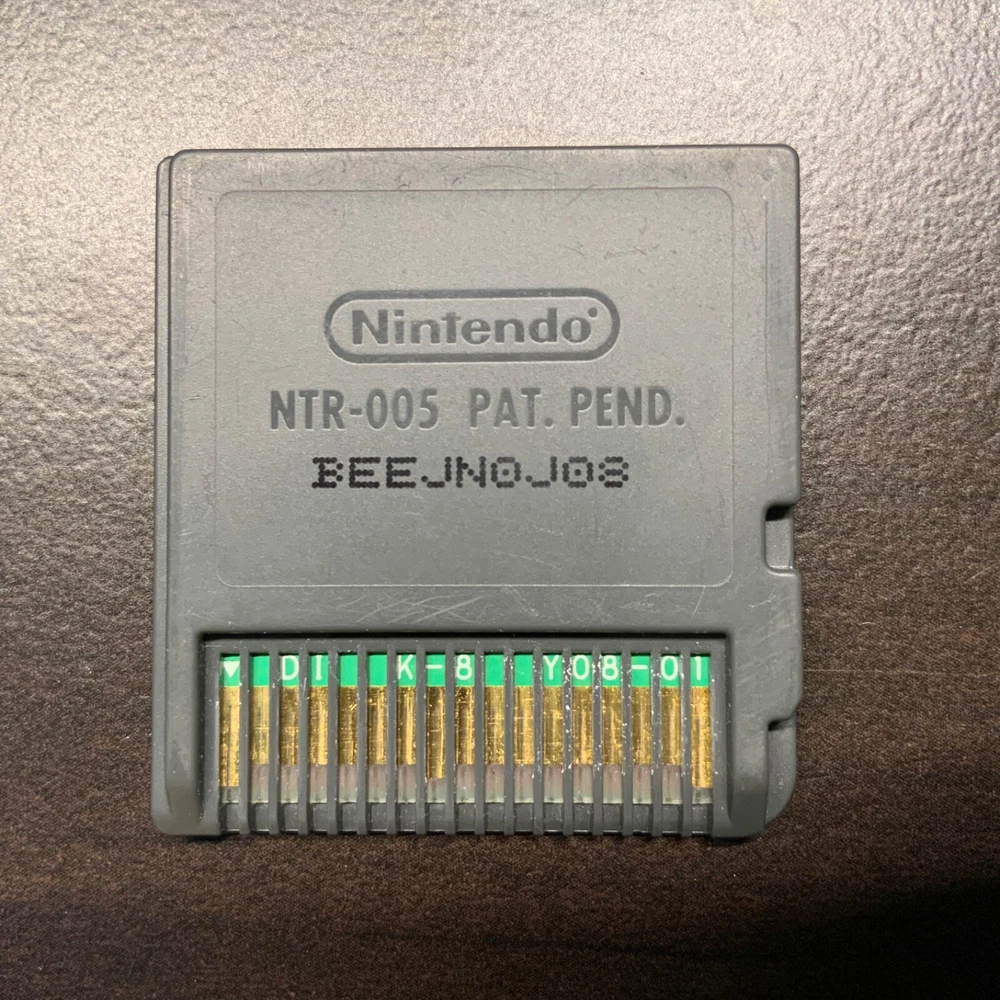 Nintendo
NTR-005 PAT. PEND.
BEEJN0J08
DI K-8 Y08-01